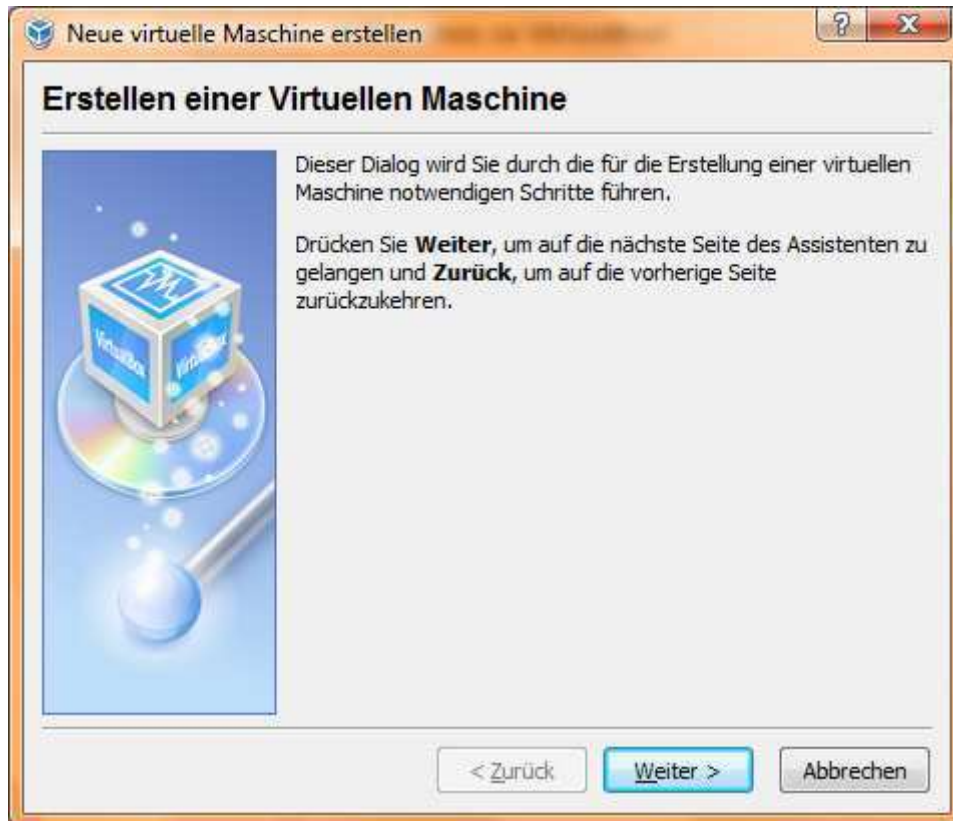 Neue virtuelle Maschine erstellen
Erstellen einer Virtuellen Maschine
Dieser Dialog wird Sie durch die für die Erstellung einer virtuellen
Maschine notwendigen Schritte führen.
Drücken Sie Weiter, um auf die nächste Seite des Assistenten zu
gelangen und Zurück, um auf die vorherige Seite
zurückzukehren.
VirtualBox
< Zurück
Weiter >
Abbrechen